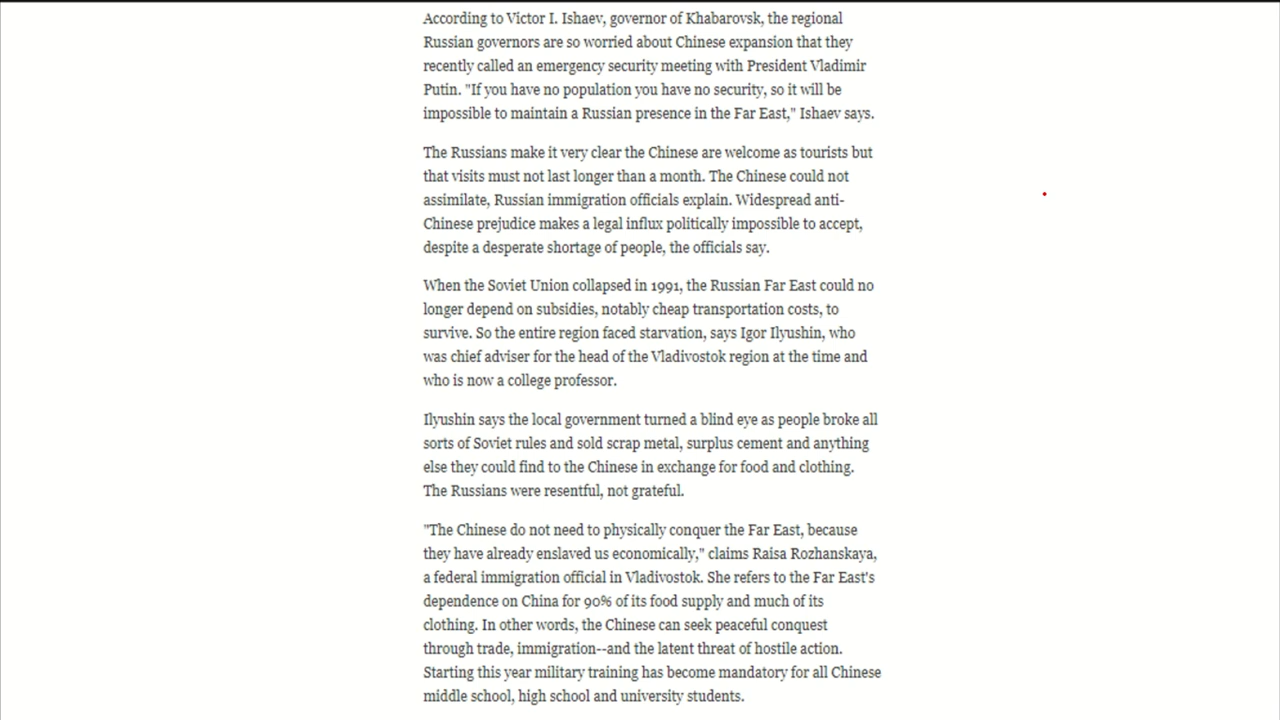 According to Victor I. Ishaev, governor of Khabarovsk, the regional
Russian governors are so worried about Chinese expansion that they
recently called an emergency security meeting with President Vladimir
Putin. "If you have no population you have no security, so it will be
impossible to maintain a Russian presence in the Far East," Ishaev says.
The Russians make it very clear the Chinese are welcome as tourists but
that visits must not last longer than a month. The Chinese could not
assimilate, Russian immigration officials explain. Widespread anti-
Chinese prejudice makes a legal influx politically impossible to accept,
despite a desperate shortage of people, the officials say.
When the Soviet Union collapsed in 1991, the Russian Far East could no
longer depend on subsidies, notably cheap transportation costs, to
survive. So the entire region faced starvation, says Igor Ilyushin, who
was chief adviser for the head of the Vladivostok region at the time and
who is now a college professor.
Ilyushin says the local government turned a blind eye as people broke all
sorts of Soviet rules and sold scrap metal, surplus cement and anything
else they could find to the Chinese in exchange for food and clothing.
The Russians were resentful, not grateful.
"The Chinese do not need to physically conquer the Far East, because
they have already enslaved us economically," claims Raisa Rozhanskaya,
a federal immigration official in Vladivostok. She refers to the Far East's
dependence on China for 90% of its food supply and much of its
clothing. In other words, the Chinese can seek peaceful conquest
through trade, immigration--and the latent threat of hostile action.
Starting this year military training has become mandatory for all Chinese
middle school, high school and university students.